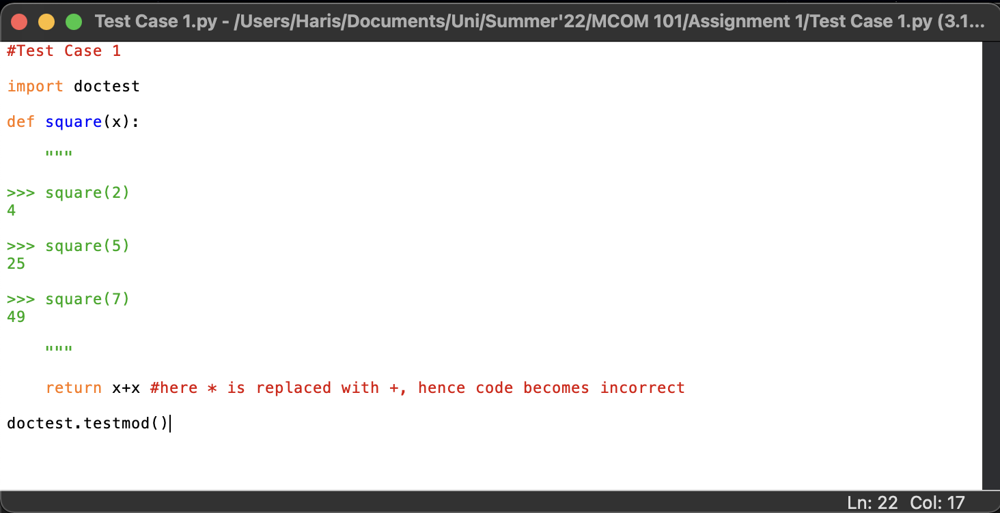 Test Case 1.py - /Users/Haris/Documents/Uni/Summer'22/MCOM 101/Assignment 1/Test Case 1.py (3.1...
#Test Case 1
import doctest
def square(x):
    """
>>> square(2)
4
>>> square(5)
25
>>> square(7)
49
    """
    return x+x #here * is replaced with +, hence code becomes incorrect
doctest.testmod()
Ln: 22 Col: 17